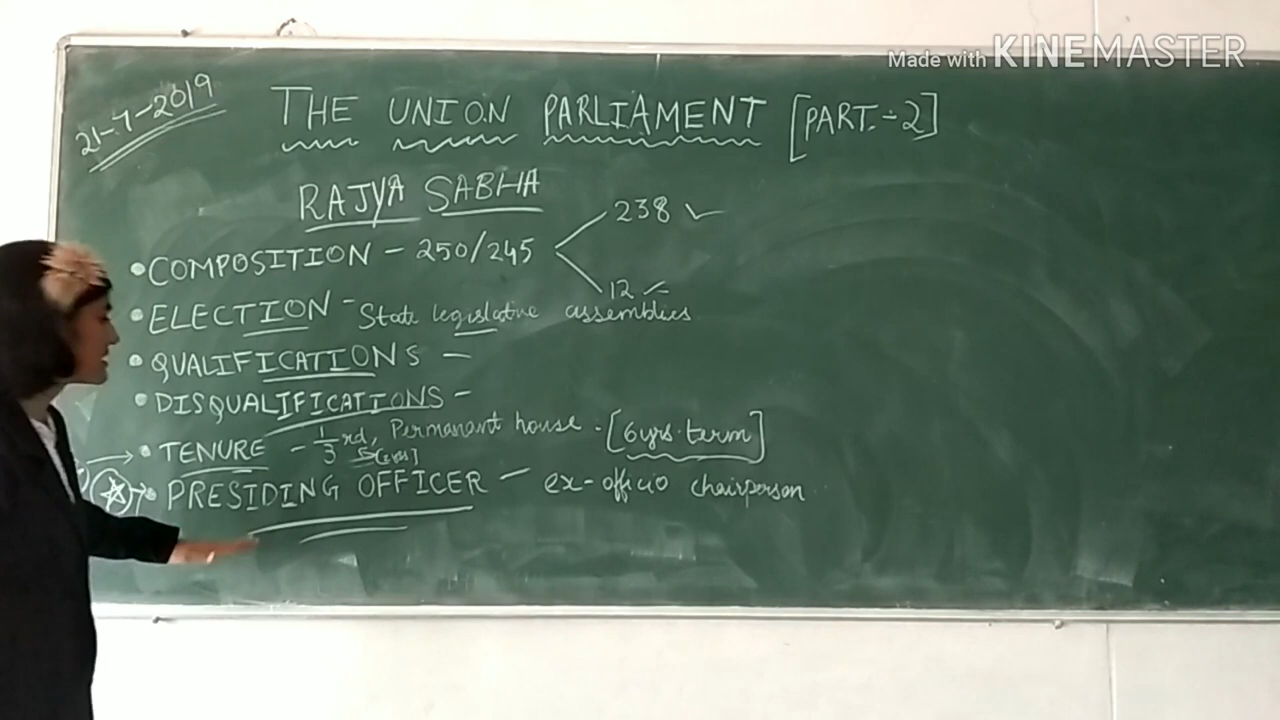 Made with KINEMASTER
21-7-2019
THE UNION PARLIAMENT [PART.-2]
RAJYA SABHA
• COMPOSITION - 250/245
238 ✓
12 ✓
• ELECTION - State legislative assemblies
• QUALIFICATIONS -
• DISQUALIFICATIONS -
→ • TENURE - 1/3 rd, Permanant house. [6yrs. term]
• PRESIDING OFFICER - ex-officio chairperson